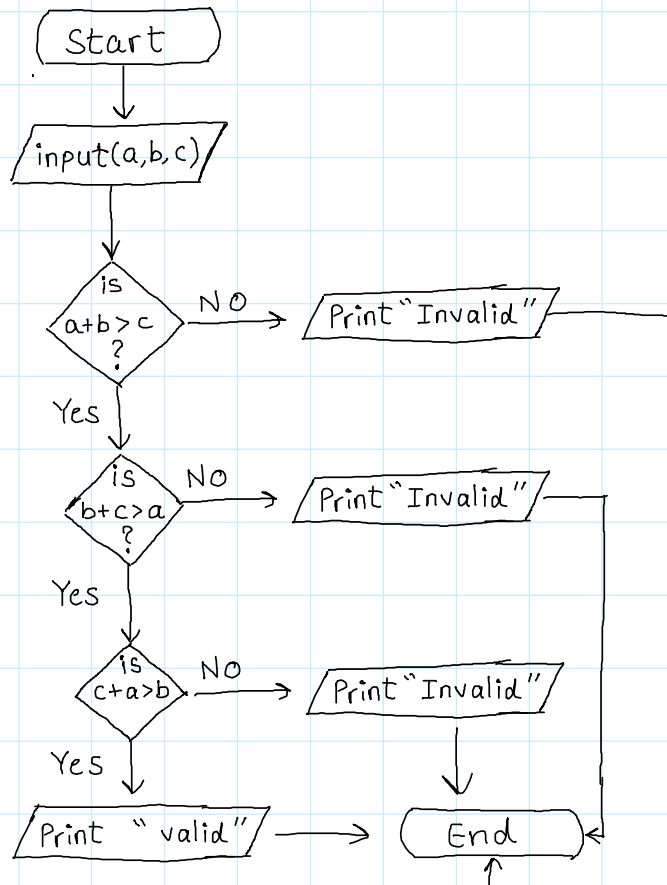 Start
input(a,b,c)
is
a+b>c
?
NO
Print "Invalid"
Yes
is
b+c>a
?
NO
Print "Invalid"
Yes
is
c+a>b
NO
Print "Invalid"
Yes
Print "valid"
End